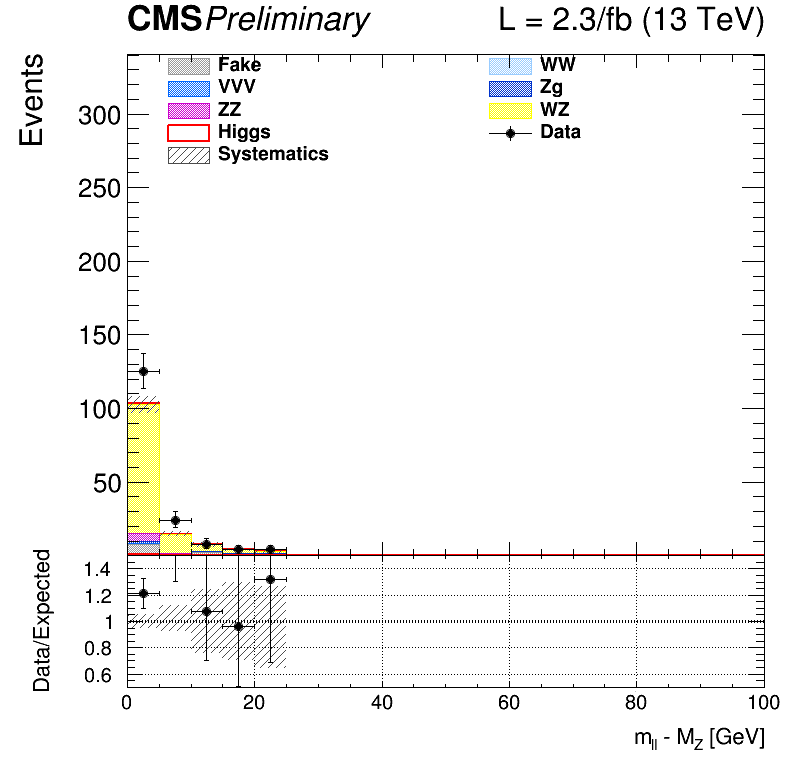 CMS Preliminary L = 2.3/fb (13 TeV)
Events
Fake WW
VVV Zg
ZZ WZ
Higgs Data
Systematics
300
250
200
150
100
50
Data/Expected
1.4
1.2
1
0.8
0.6
0 20 40 60 80 100
m_ll - M_Z [GeV]